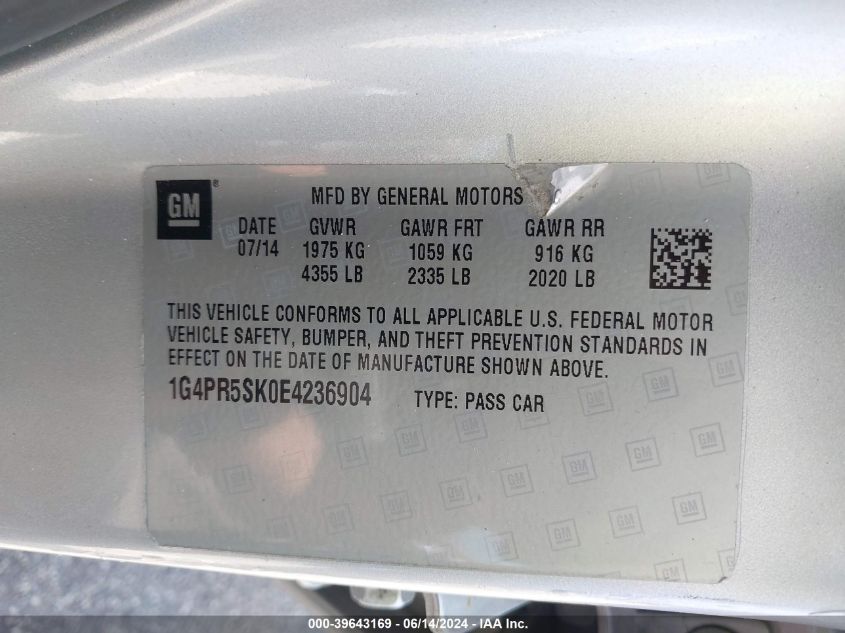 GM ®
MFD BY GENERAL MOTORS
DATE GVWR GAWR FRT GAWR RR
07/14 1975 KG 1059 KG 916 KG
4355 LB 2335 LB 2020 LB
THIS VEHICLE CONFORMS TO ALL APPLICABLE U.S. FEDERAL MOTOR
VEHICLE SAFETY, BUMPER, AND THEFT PREVENTION STANDARDS IN
EFFECT ON THE DATE OF MANUFACTURE SHOWN ABOVE.
1G4PR5SK0E4236904 TYPE: PASS CAR
000-39643169 - 06/14/2024 - IAA Inc.